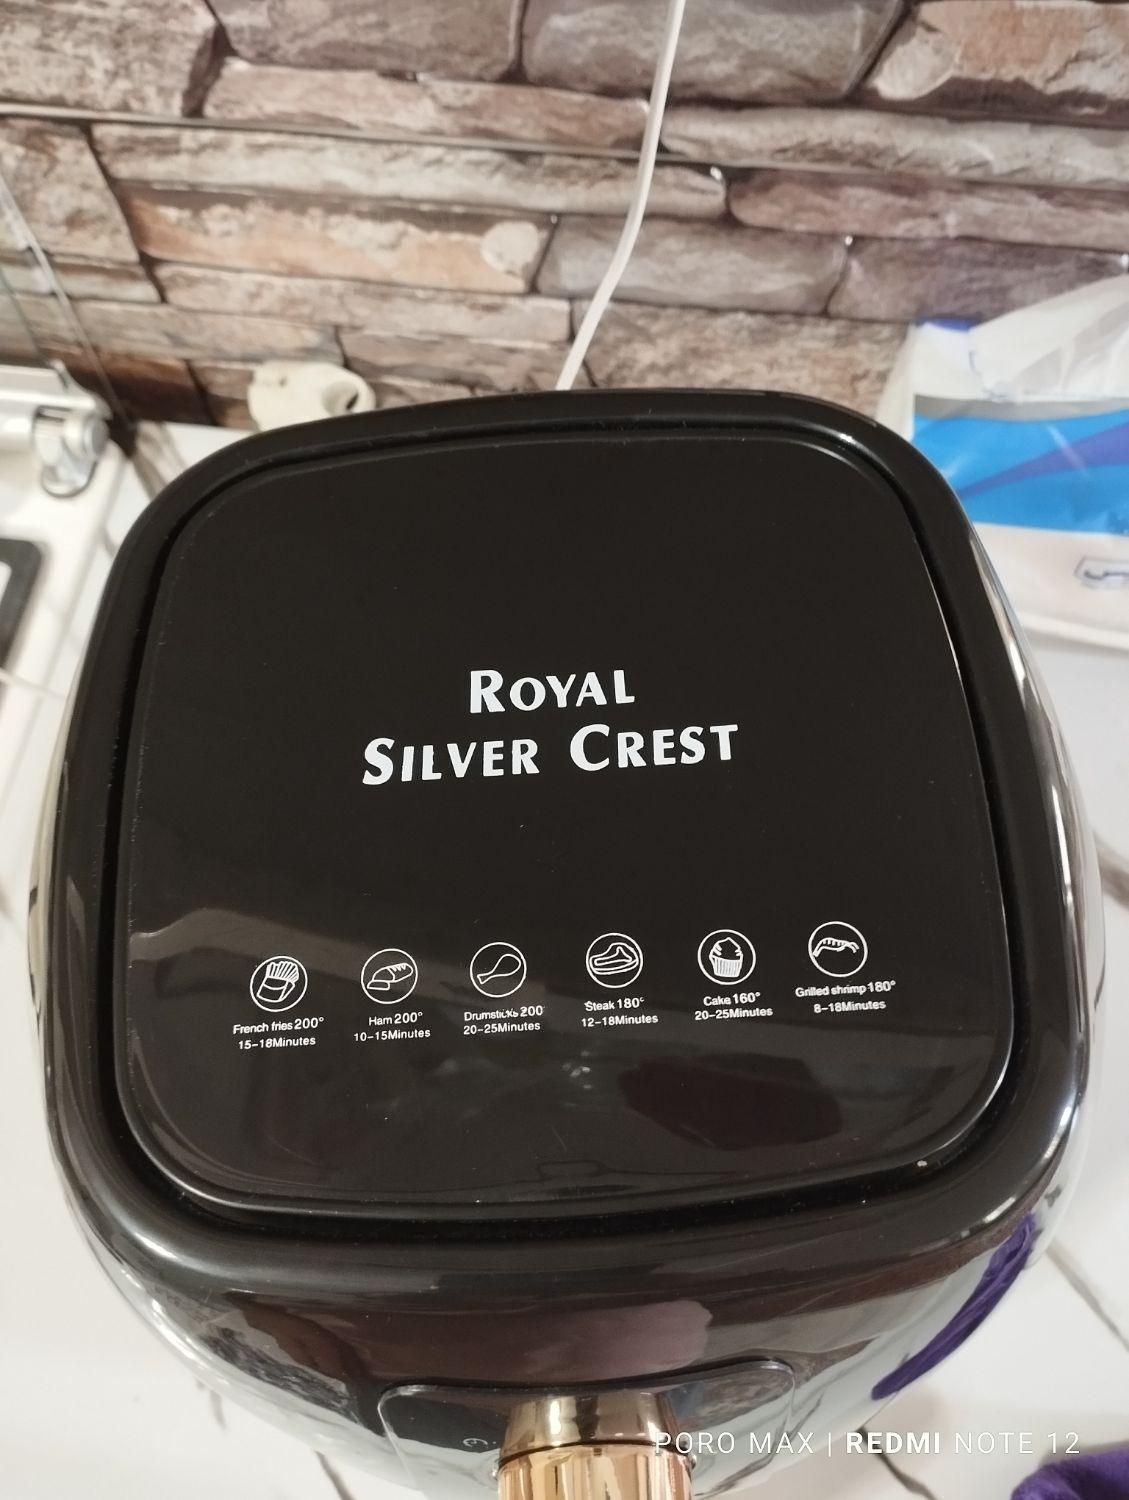 ROYAL
SILVER CREST
French fries 200°
15-18Minutes
Ham 200°
10-15Minutes
Drumsticks 200
20-25Minutes
Steak 180°
12-18Minutes
Cake 160°
20-25Minutes
Grilled shrimp 180°
8-18Minutes
PORO MAX | REDMI NOTE 12